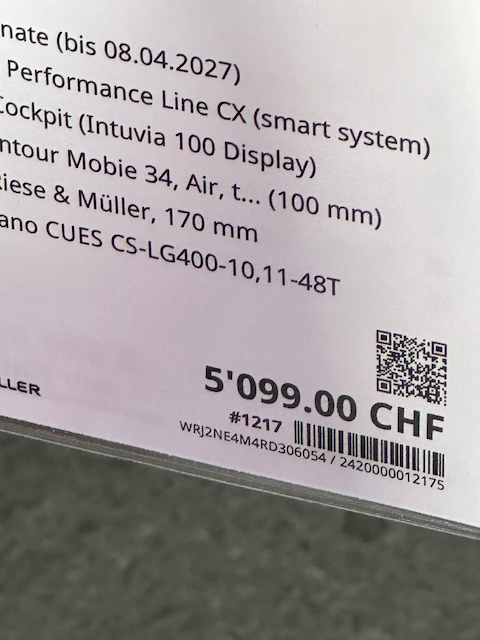 nate (bis 08.04.2027)
Performance Line CX (smart system)
Cockpit (Intuvia 100 Display)
ntour Mobie 34, Air, t... (100 mm)
Riese & Müller, 170 mm
ano CUES CS-LG400-10,11-48T
LLER
5'099.00 CHF
#1217
WRJ2NE4M4RD306054 / 2420000012175